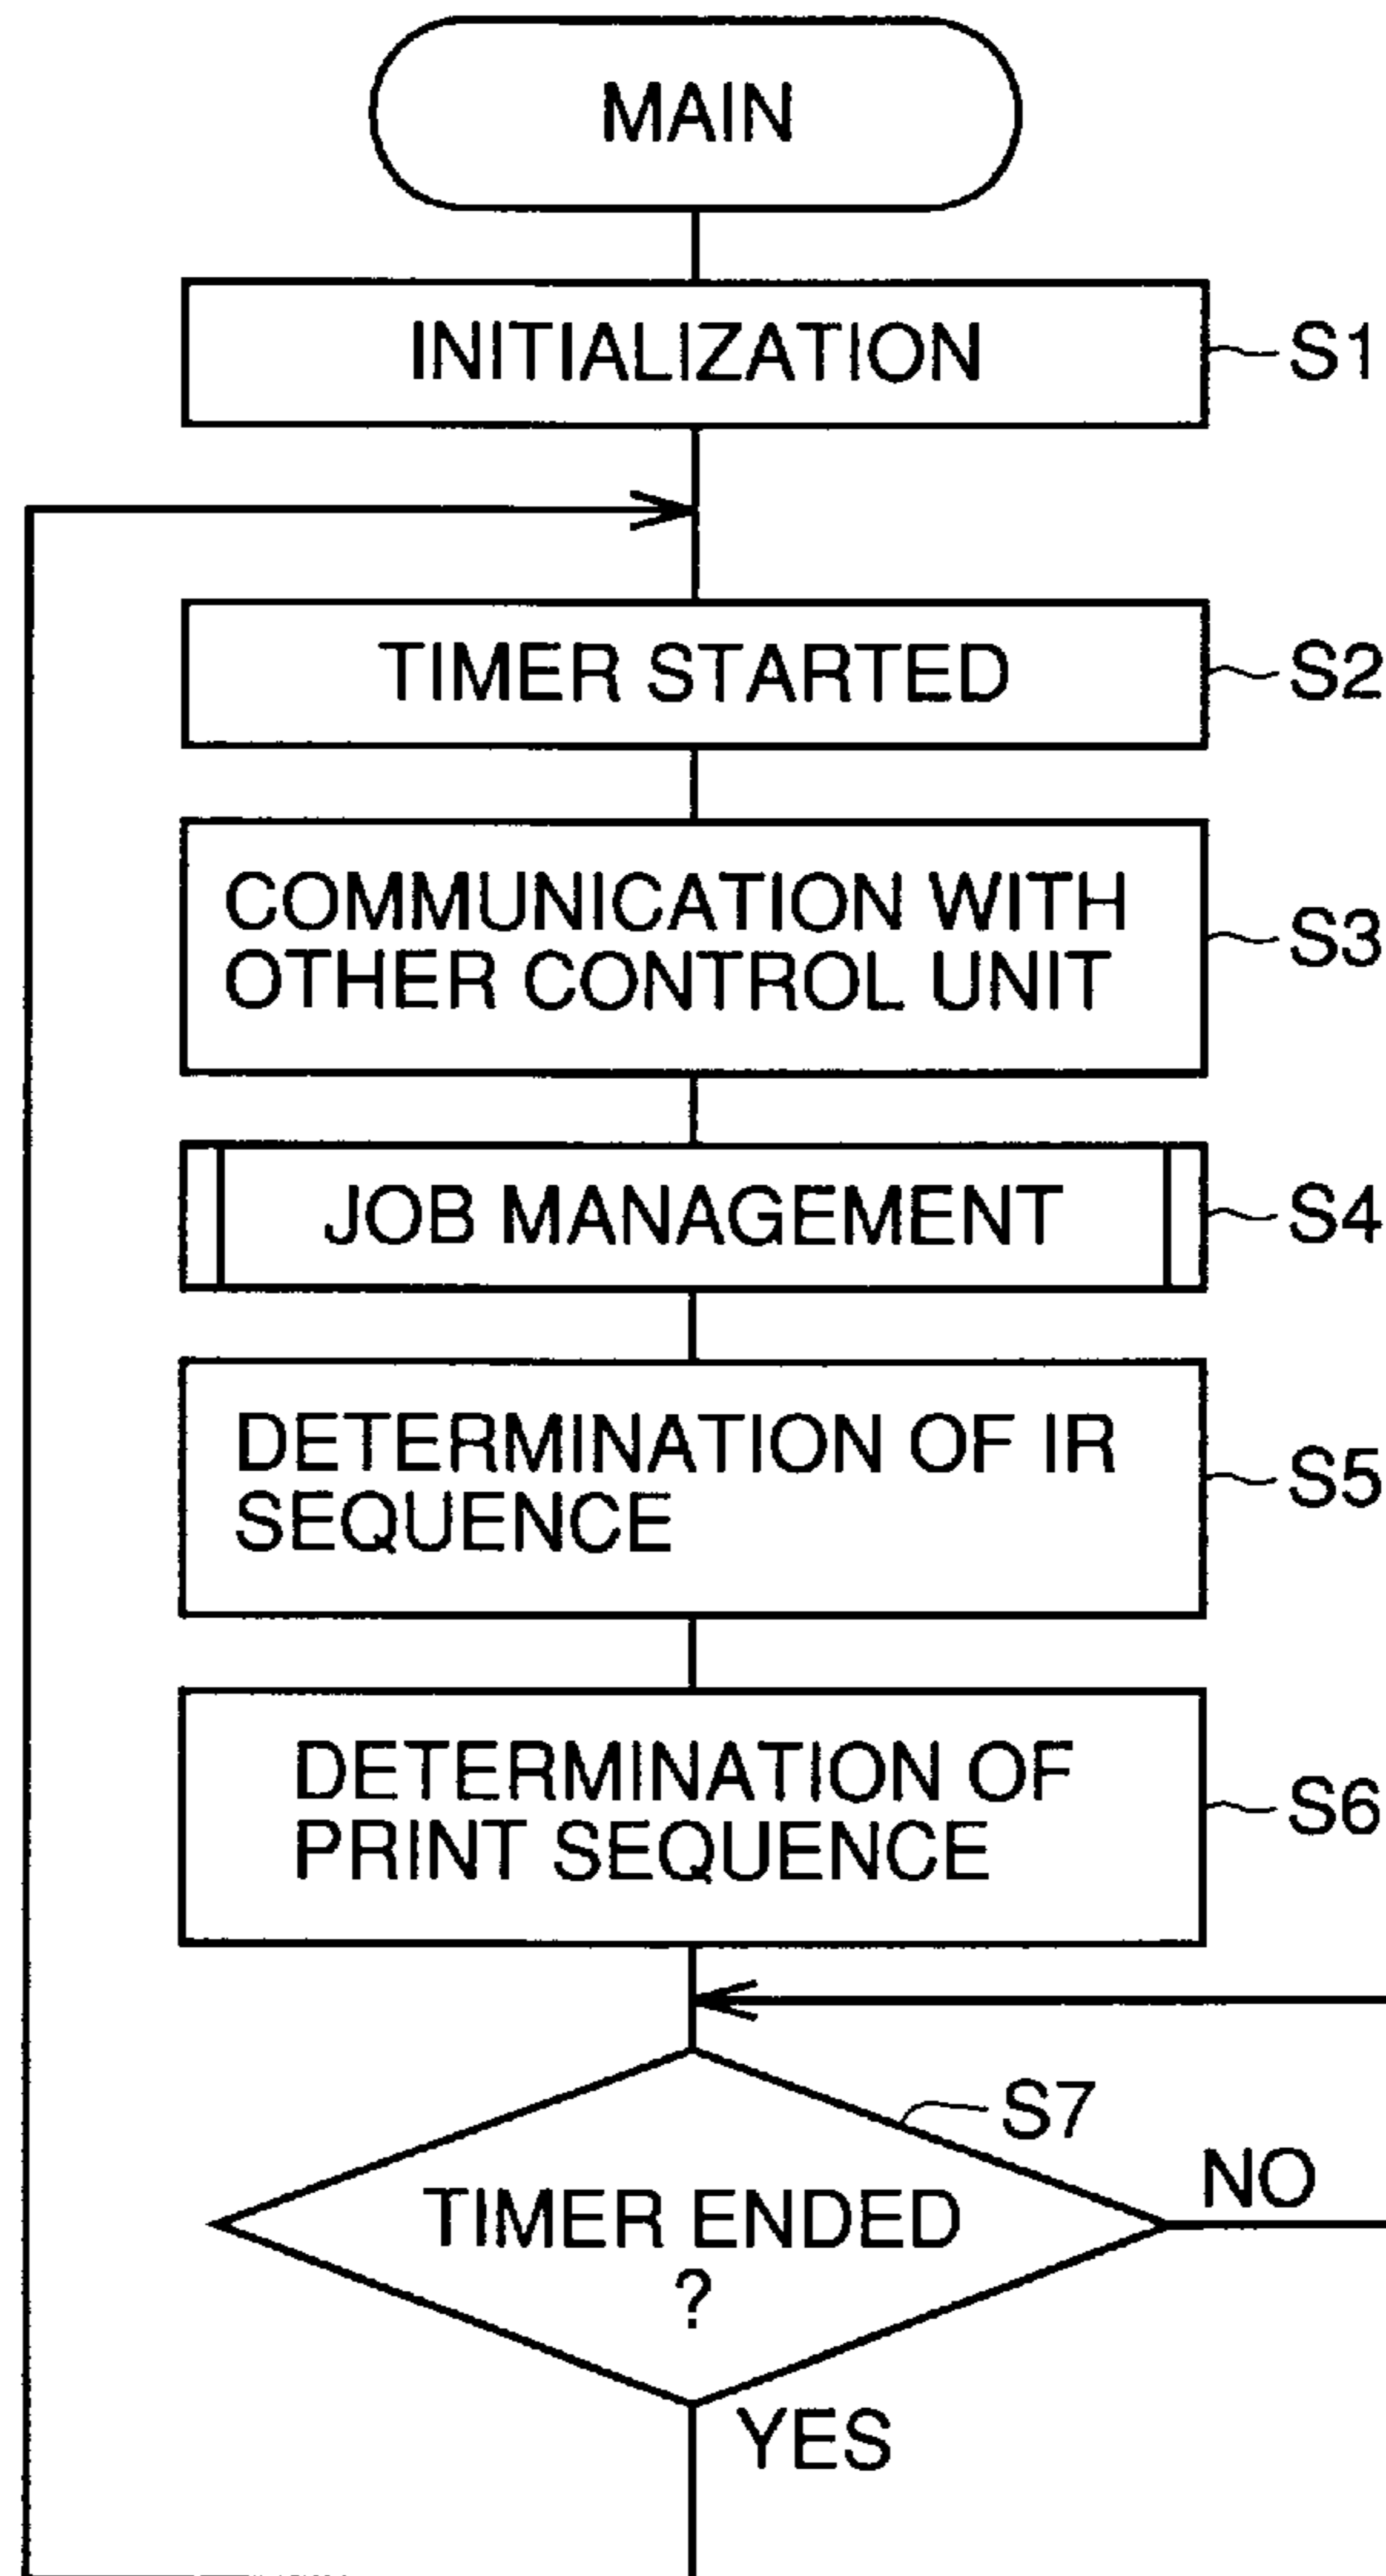 MAIN
INITIALIZATION
S1
TIMER STARTED
S2
COMMUNICATION WITH
OTHER CONTROL UNIT
S3
JOB MANAGEMENT
S4
DETERMINATION OF IR
SEQUENCE
S5
DETERMINATION OF
PRINT SEQUENCE
S6
S7
TIMER ENDED
?
NO
YES